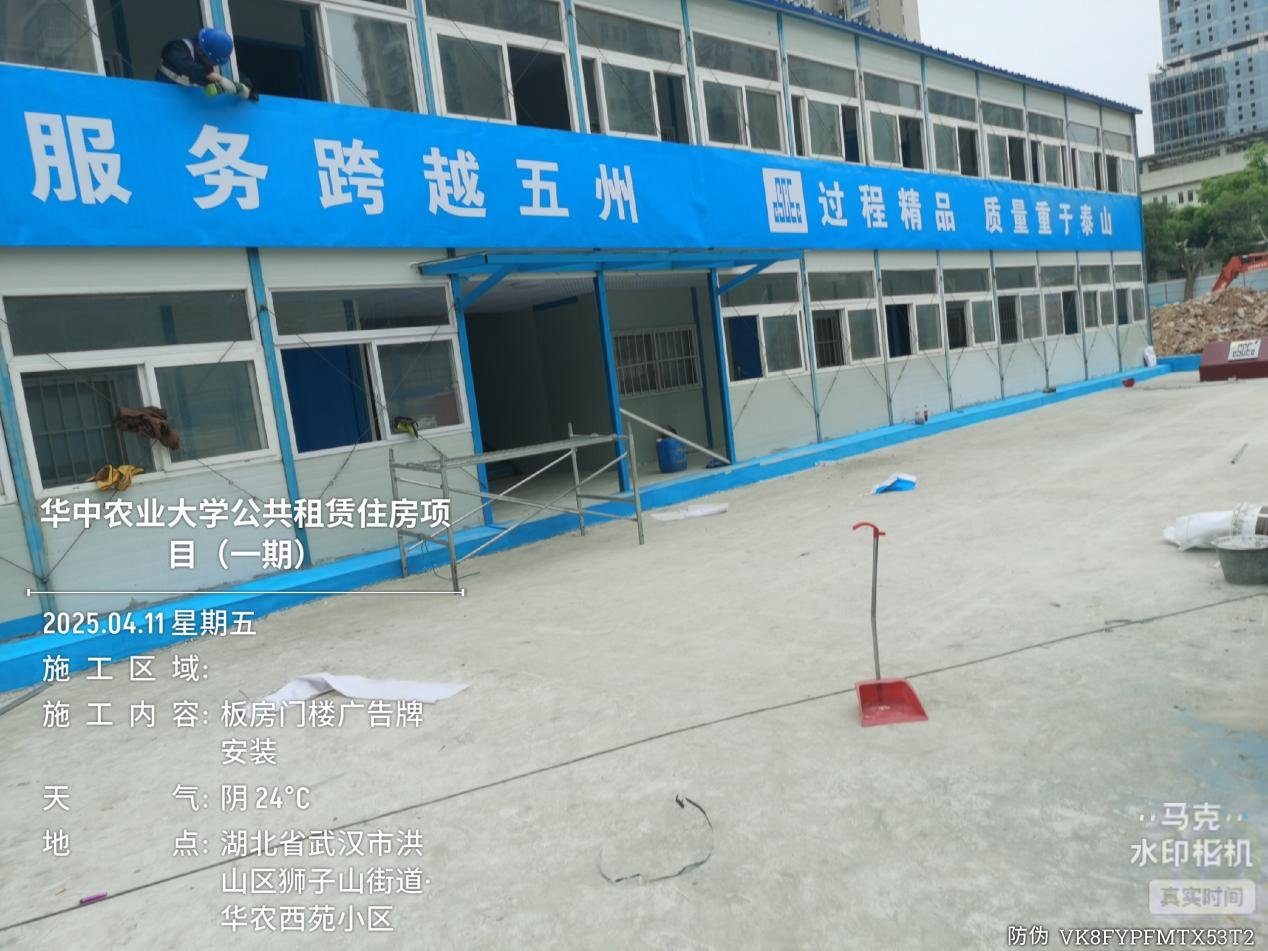 服务跨越五州
过程精品 质量重于泰山
华中农业大学公共租赁住房项
目（一期）
2025.04.11 星期五
施工区域:
施工内容: 板房门楼广告牌
安装
天气: 阴 24°C
地点: 湖北省武汉市洪
山区狮子山街道·
华农西苑小区
马克
水印相机
真实时间
防伪 VK8FYPFMTX53T2